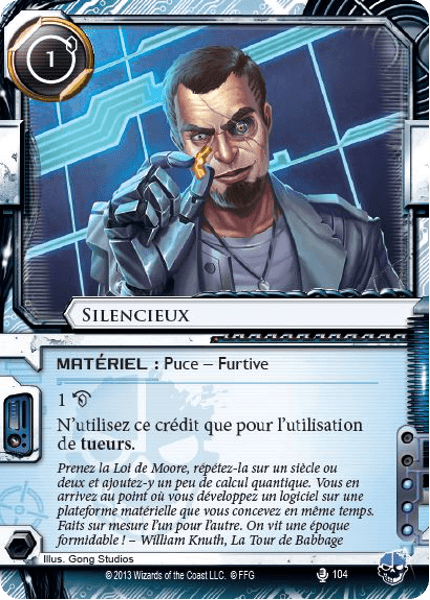 1
SILENCIEUX
MATÉRIEL : Puce – Furtive
1
N'utilisez ce crédit que pour l'utilisation
de tueurs.
Prenez la Loi de Moore, répétez-la sur un siècle ou
deux et ajoutez-y un peu de calcul quantique. Vous en
arrivez au point où vous développez un logiciel sur une
plateforme matérielle que vous concevez en même temps.
Faits sur mesure l'un pour l'autre. On vit une époque
formidable ! – William Knuth, La Tour de Babbage
Illus. Gong Studios
© 2013 Wizards of the Coast LLC. © FFG 104